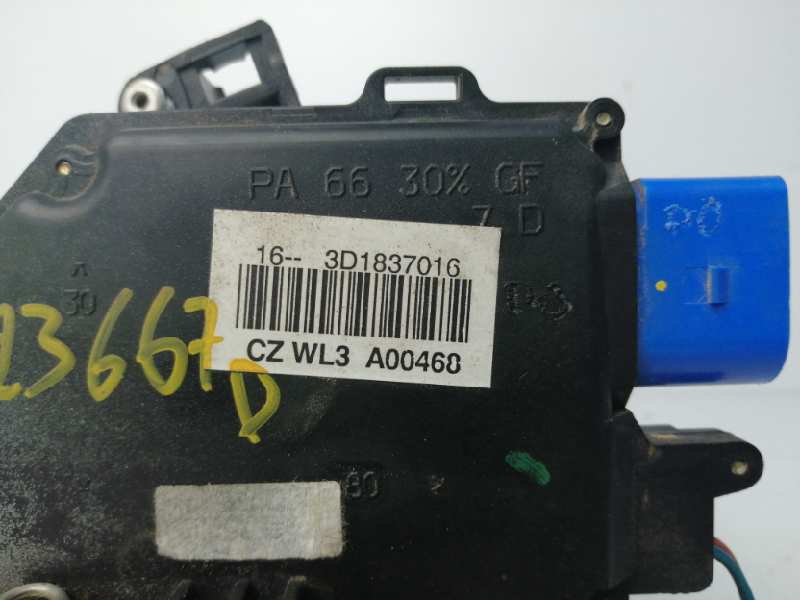 PA 66 30% GF
7 D
16-- 3D1837016
CZ WL3 A00468
30
23667
D
80